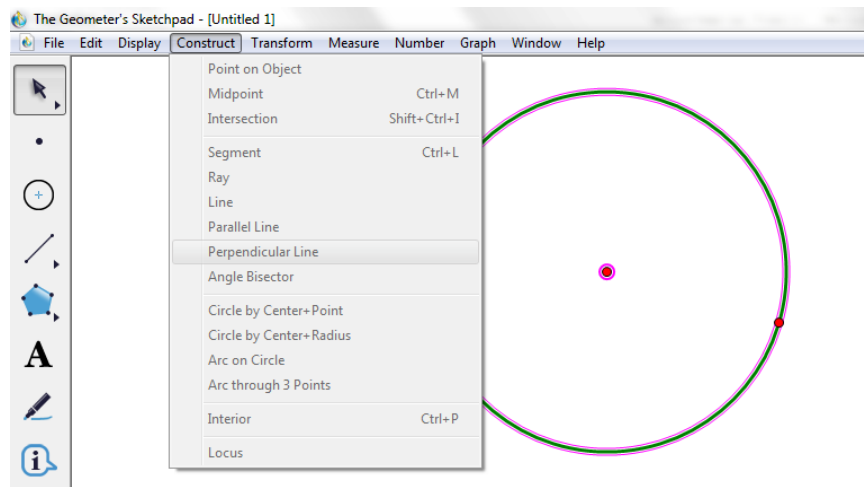 The Geometer's Sketchpad - [Untitled 1]
File Edit Display Construct Transform Measure Number Graph Window Help
Point on Object
Midpoint Ctrl+M
Intersection Shift+Ctrl+I
Segment Ctrl+L
Ray
Line
Parallel Line
Perpendicular Line
Angle Bisector
Circle by Center+Point
Circle by Center+Radius
Arc on Circle
Arc through 3 Points
Interior Ctrl+P
Locus
A
i